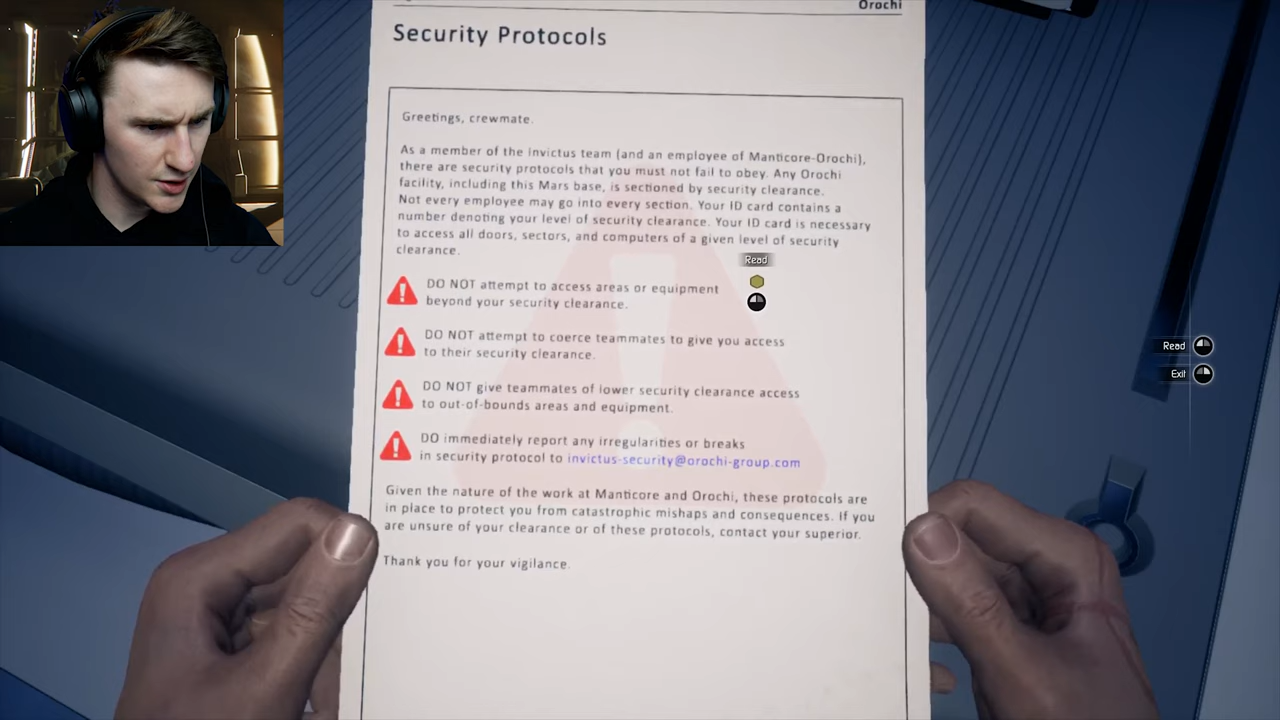 Orochi
Security Protocols
Greetings, crewmate.
As a member of the Invictus team (and an employee of Manticore-Orochi),
there are security protocols that you must not fail to obey. Any Orochi
facility, including this Mars base, is sectioned by security clearance.
Not every employee may go into every section. Your ID card contains a
number denoting your level of security clearance. Your ID card is necessary
to access all doors, sectors, and computers of a given level of security
clearance.
Read
DO NOT attempt to access areas or equipment
beyond your security clearance.
DO NOT attempt to coerce teammates to give you access
to their security clearance.
Read
Exit
DO NOT give teammates of lower security clearance access
to out-of-bounds areas and equipment.
DO immediately report any irregularities or breaks
in security protocol to invictus-security@orochi-group.com
Given the nature of the work at Manticore and Orochi, these protocols are
in place to protect you from catastrophic mishaps and consequences. If you
are unsure of your clearance or of these protocols, contact your superior.
Thank you for your vigilance.